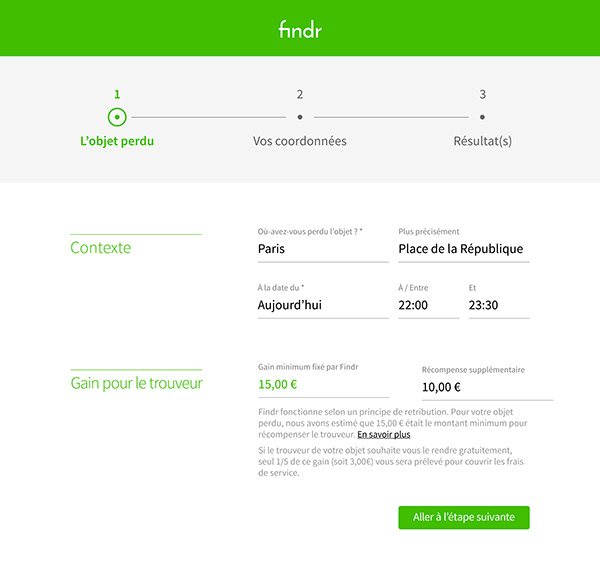 findr
1
2
3
L'objet perdu
Vos coordonnées
Résultat(s)
Contexte
Où-avez-vous perdu l'objet ? *
Plus précisément
Paris
Place de la République
À la date du *
À / Entre
Et
Aujourd'hui
22:00
23:30
Gain pour le trouveur
Gain minimum fixé par Findr
Récompense supplémentaire
15,00 €
10,00 €
Findr fonctionne selon un principe de retribution. Pour votre objet
perdu, nous avons estimé que 15,00 € était le montant minimum pour
récompenser le trouveur. En savoir plus
Si le trouveur de votre objet souhaite vous le rendre gratuitement,
seul 1/5 de ce gain (soit 3,00€) vous sera prélevé pour couvrir les frais
de service.
Aller à l'étape suivante